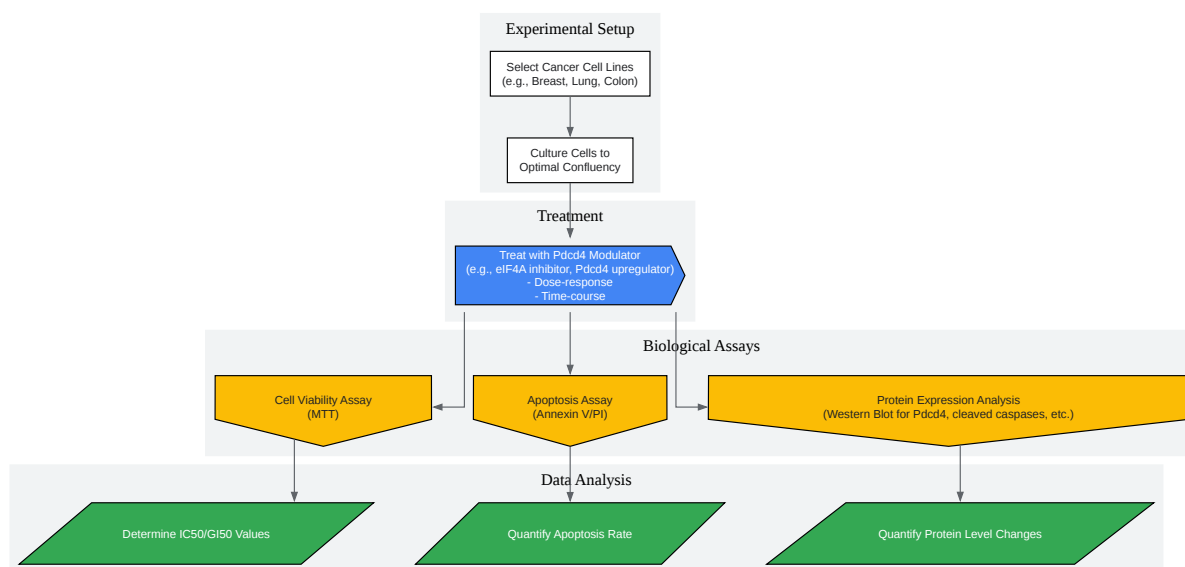 Experimental Setup
Select Cancer Cell Lines
(e.g., Breast, Lung, Colon)
Culture Cells to
Optimal Confluency
Treatment
Treat with Pdcd4 Modulator
(e.g., eIF4A inhibitor, Pdcd4 upregulator)
- Dose-response
- Time-course
Biological Assays
Cell Viability Assay
(MTT)
Apoptosis Assay
(Annexin V/PI)
Protein Expression Analysis
(Western Blot for Pdcd4, cleaved caspases, etc.)
Data Analysis
Determine IC50/GI50 Values
Quantify Apoptosis Rate
Quantify Protein Level Changes